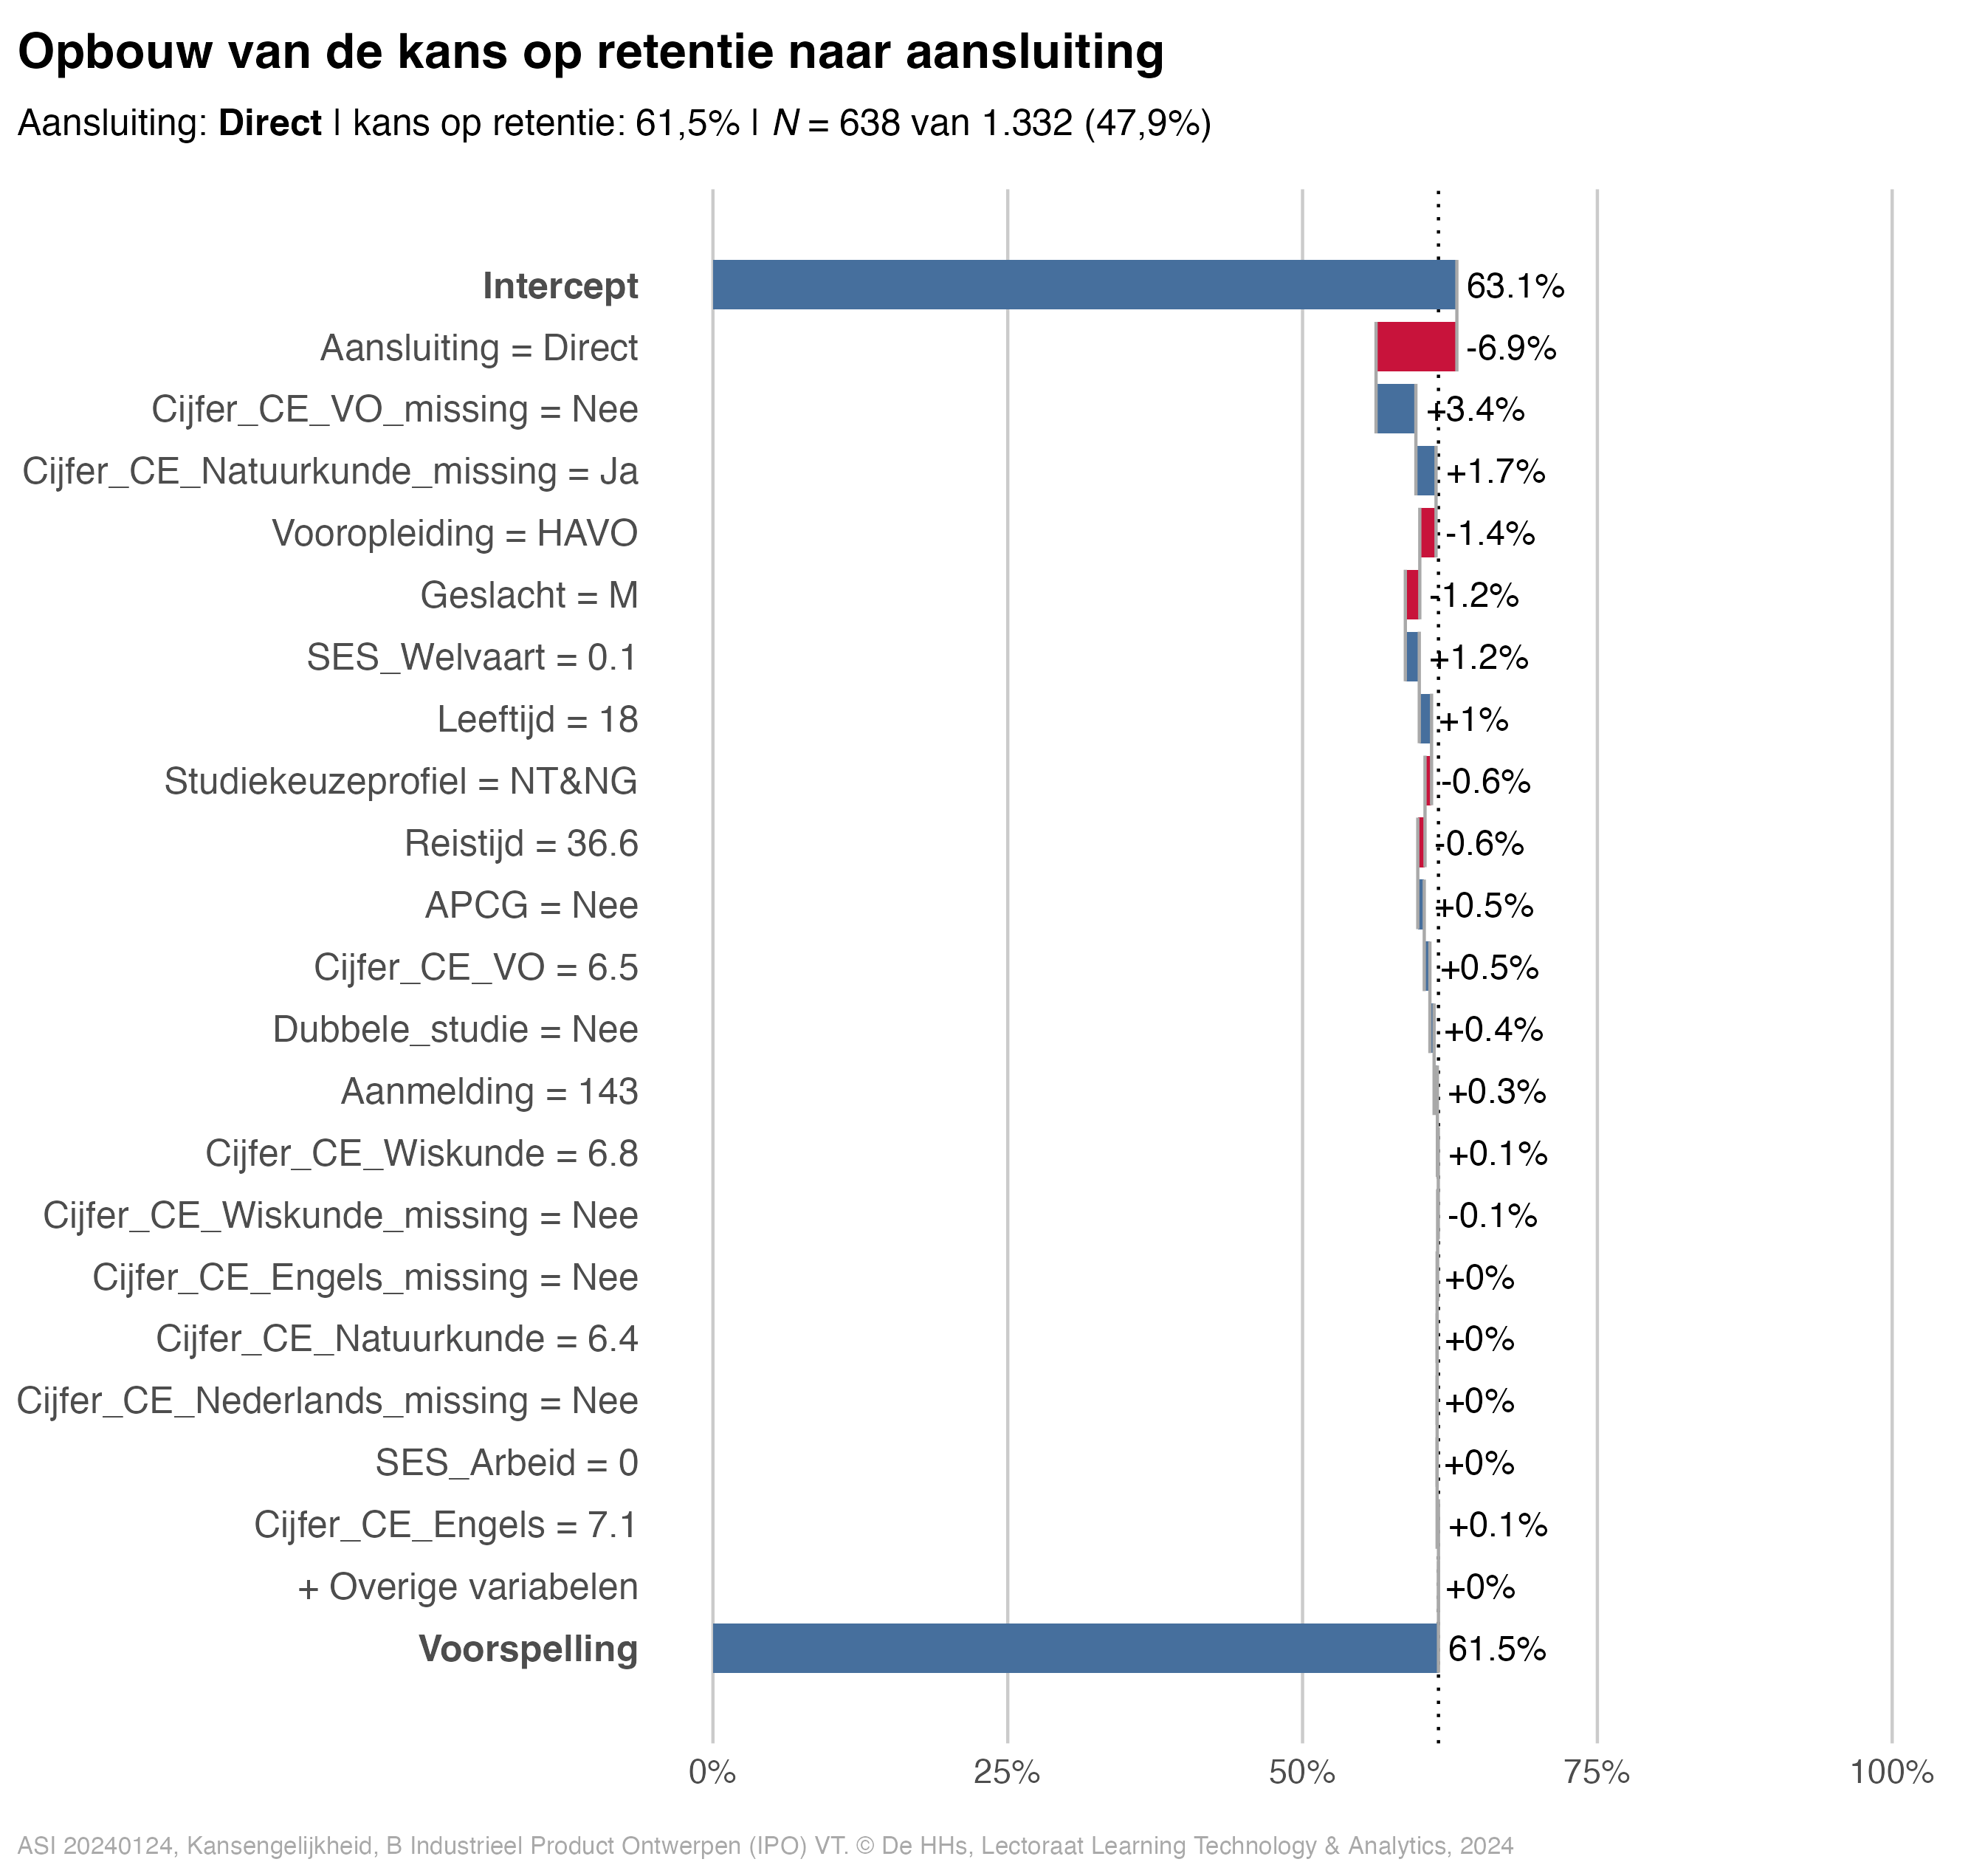 Opbouw van de kans op retentie naar aansluiting
Aansluiting: Direct | kans op retentie: 61,5% | N = 638 van 1.332 (47,9%)
Intercept 63.1%
Aansluiting = Direct -6.9%
Cijfer_CE_VO_missing = Nee +3.4%
Cijfer_CE_Natuurkunde_missing = Ja +1.7%
Vooropleiding = HAVO -1.4%
Geslacht = M -1.2%
SES_Welvaart = 0.1 +1.2%
Leeftijd = 18 +1%
Studiekeuzeprofiel = NT&NG -0.6%
Reistijd = 36.6 -0.6%
APCG = Nee +0.5%
Cijfer_CE_VO = 6.5 +0.5%
Dubbele_studie = Nee +0.4%
Aanmelding = 143 +0.3%
Cijfer_CE_Wiskunde = 6.8 +0.1%
Cijfer_CE_Wiskunde_missing = Nee -0.1%
Cijfer_CE_Engels_missing = Nee +0%
Cijfer_CE_Natuurkunde = 6.4 +0%
Cijfer_CE_Nederlands_missing = Nee +0%
SES_Arbeid = 0 +0%
Cijfer_CE_Engels = 7.1 +0.1%
+ Overige variabelen +0%
Voorspelling 61.5%
0% 25% 50% 75% 100%
ASI 20240124, Kansengelijkheid, B Industrieel Product Ontwerpen (IPO) VT. © De HHs, Lectoraat Learning Technology & Analytics, 2024